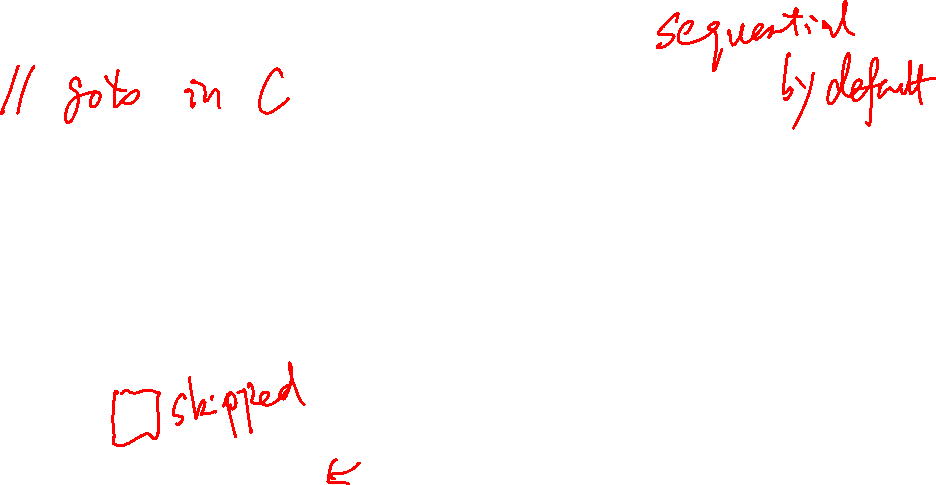 sequential
by default
// goto in C
skipped